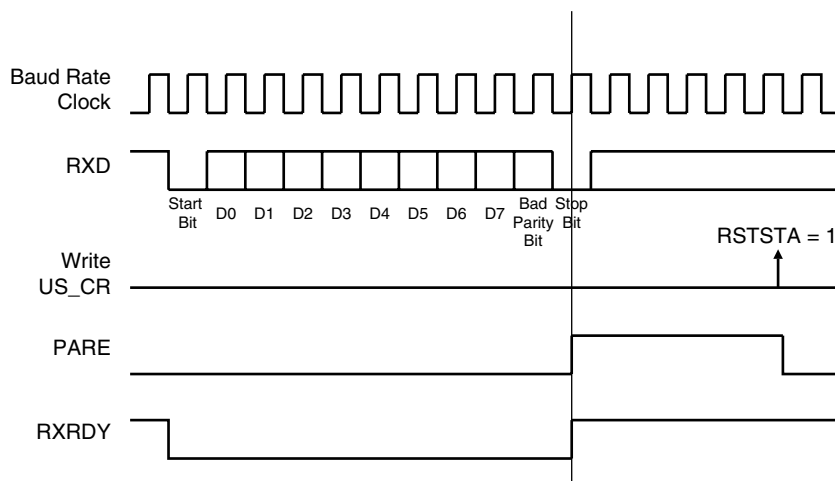 Baud Rate
Clock
RXD
Start
Bit
D0
D1
D2
D3
D4
D5
D6
D7
Bad
Parity
Bit
Stop
Bit
RSTSTA = 1
Write
US_CR
PARE
RXRDY